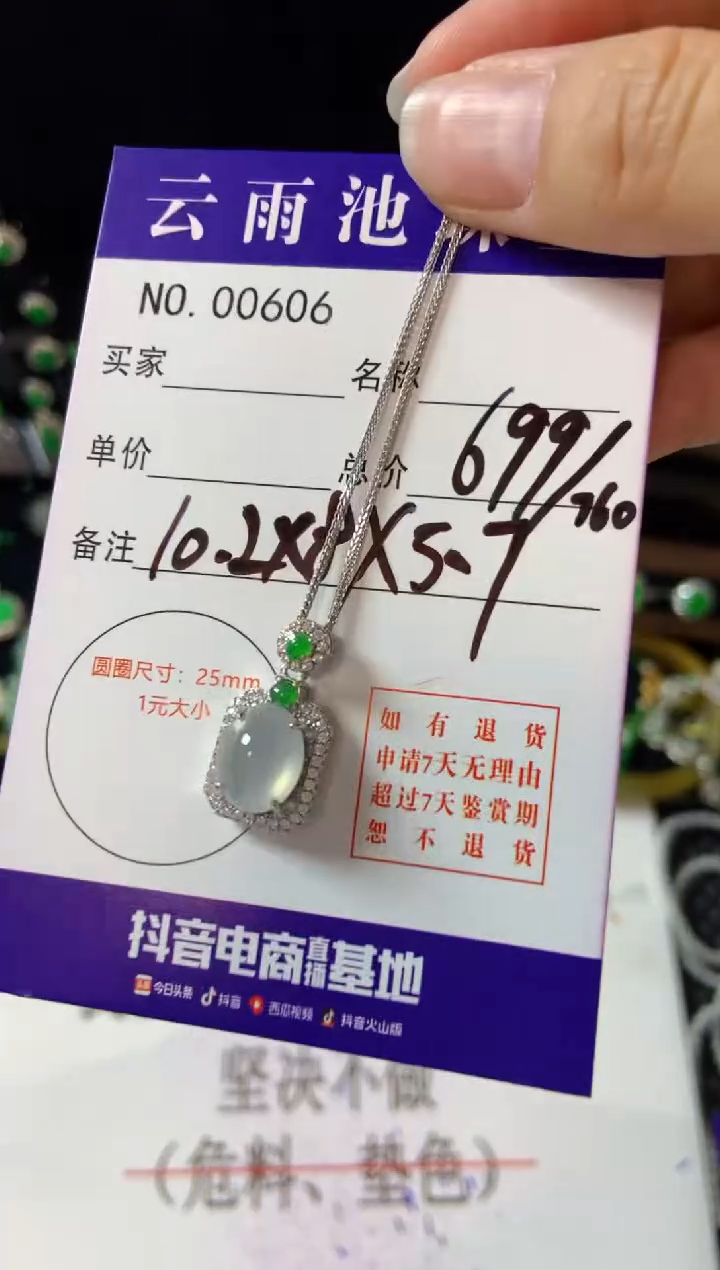 云雨池
NO. 00606
买家 名称
单价 总价 699/760
备注 10.2X8X5.7
圆圈尺寸：25mm
1元大小
如有退货
申请7天无理由
超过7天鉴赏期
恕不退货
抖音电商直播基地
今日头条 抖音 西瓜视频 抖音火山版
坚决不做
（危料、垫色）